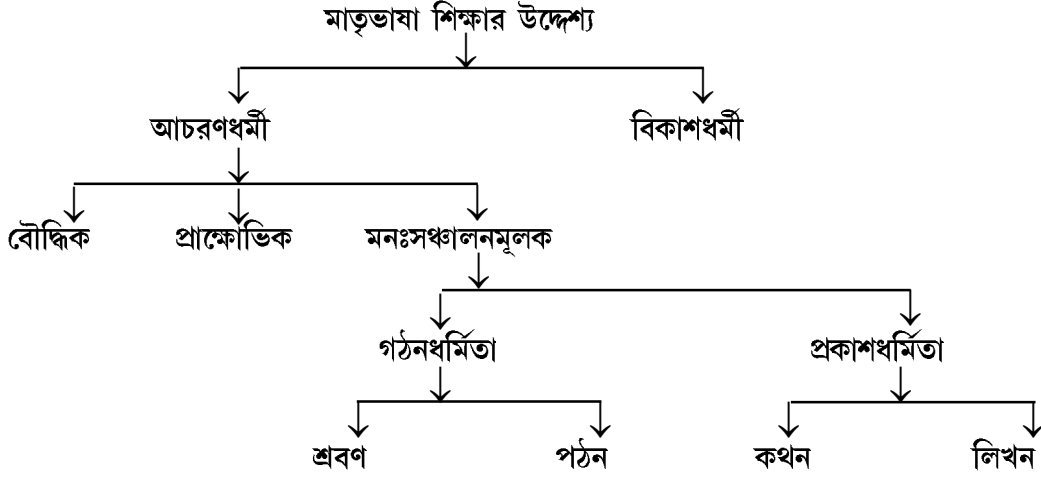 মাতৃভাষা শিক্ষার উদ্দেশ্য
আচরণধর্মী বিকাশধর্মী
বৌদ্ধিক প্রাক্ষোভিক মনঃসঞ্চালনমূলক
গঠনধর্মিতা প্রকাশধর্মিতা
শ্রবণ পঠন কথন লিখন